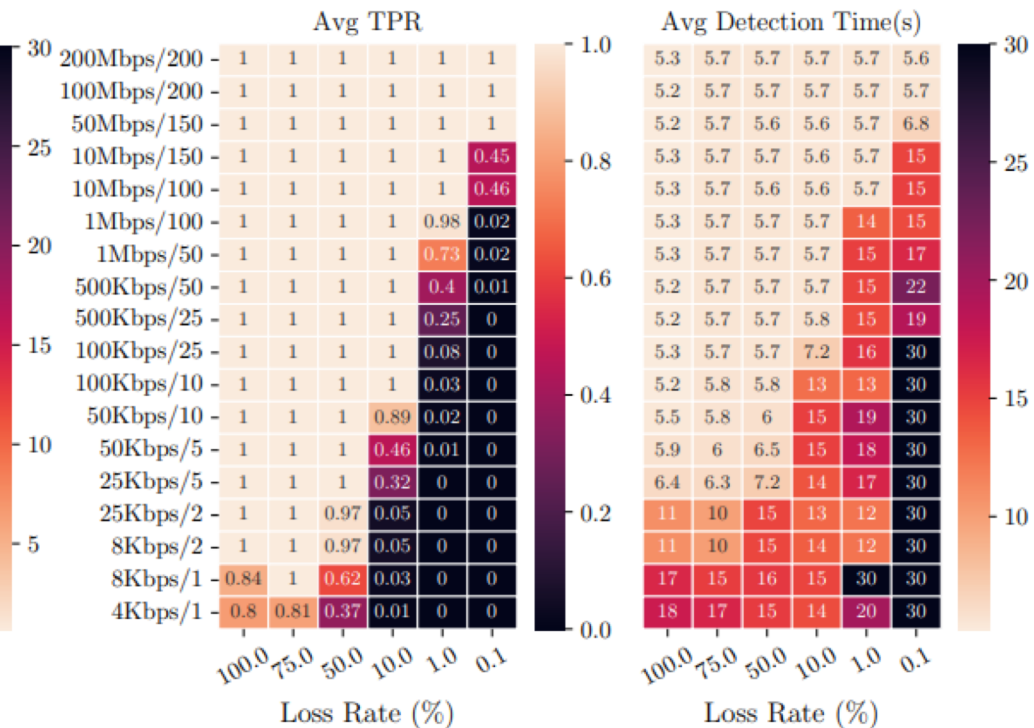 Avg TPR
Avg Detection Time(s)
30
25
20
15
10
5
200Mbps/200 1 1 1 1 1 1
100Mbps/200 1 1 1 1 1 1
50Mbps/150 1 1 1 1 1 1
10Mbps/150 1 1 1 1 1 0.45
10Mbps/100 1 1 1 1 1 0.46
1Mbps/100 1 1 1 1 0.98 0.02
1Mbps/50 1 1 1 1 0.73 0.02
500Kbps/50 1 1 1 1 0.4 0.01
500Kbps/25 1 1 1 1 0.25 0
100Kbps/25 1 1 1 1 0.08 0
100Kbps/10 1 1 1 1 0.03 0
50Kbps/10 1 1 1 0.89 0.02 0
50Kbps/5 1 1 1 0.46 0.01 0
25Kbps/5 1 1 1 0.32 0 0
25Kbps/2 1 1 0.97 0.05 0 0
8Kbps/2 1 1 0.97 0.05 0 0
8Kbps/1 0.84 1 0.62 0.03 0 0
4Kbps/1 0.8 0.81 0.37 0.01 0 0
100.0 75.0 50.0 10.0 1.0 0.1
Loss Rate (%)
1.0
0.8
0.6
0.4
0.2
0.0
5.3 5.7 5.7 5.7 5.7 5.6
5.2 5.7 5.7 5.7 5.7 5.7
5.2 5.7 5.6 5.6 5.7 6.8
5.3 5.7 5.7 5.6 5.7 15
5.3 5.7 5.6 5.6 5.7 15
5.3 5.7 5.7 5.7 14 15
5.3 5.7 5.7 5.7 15 17
5.2 5.7 5.7 5.7 15 22
5.2 5.7 5.7 5.8 15 19
5.3 5.7 5.7 7.2 16 30
5.2 5.8 5.8 13 13 30
5.5 5.8 6 15 19 30
5.9 6 6.5 15 18 30
6.4 6.3 7.2 14 17 30
11 10 15 13 12 30
11 10 15 14 12 30
17 15 16 15 30 30
18 17 15 14 20 30
100.0 75.0 50.0 10.0 1.0 0.1
Loss Rate (%)
30
25
20
15
10